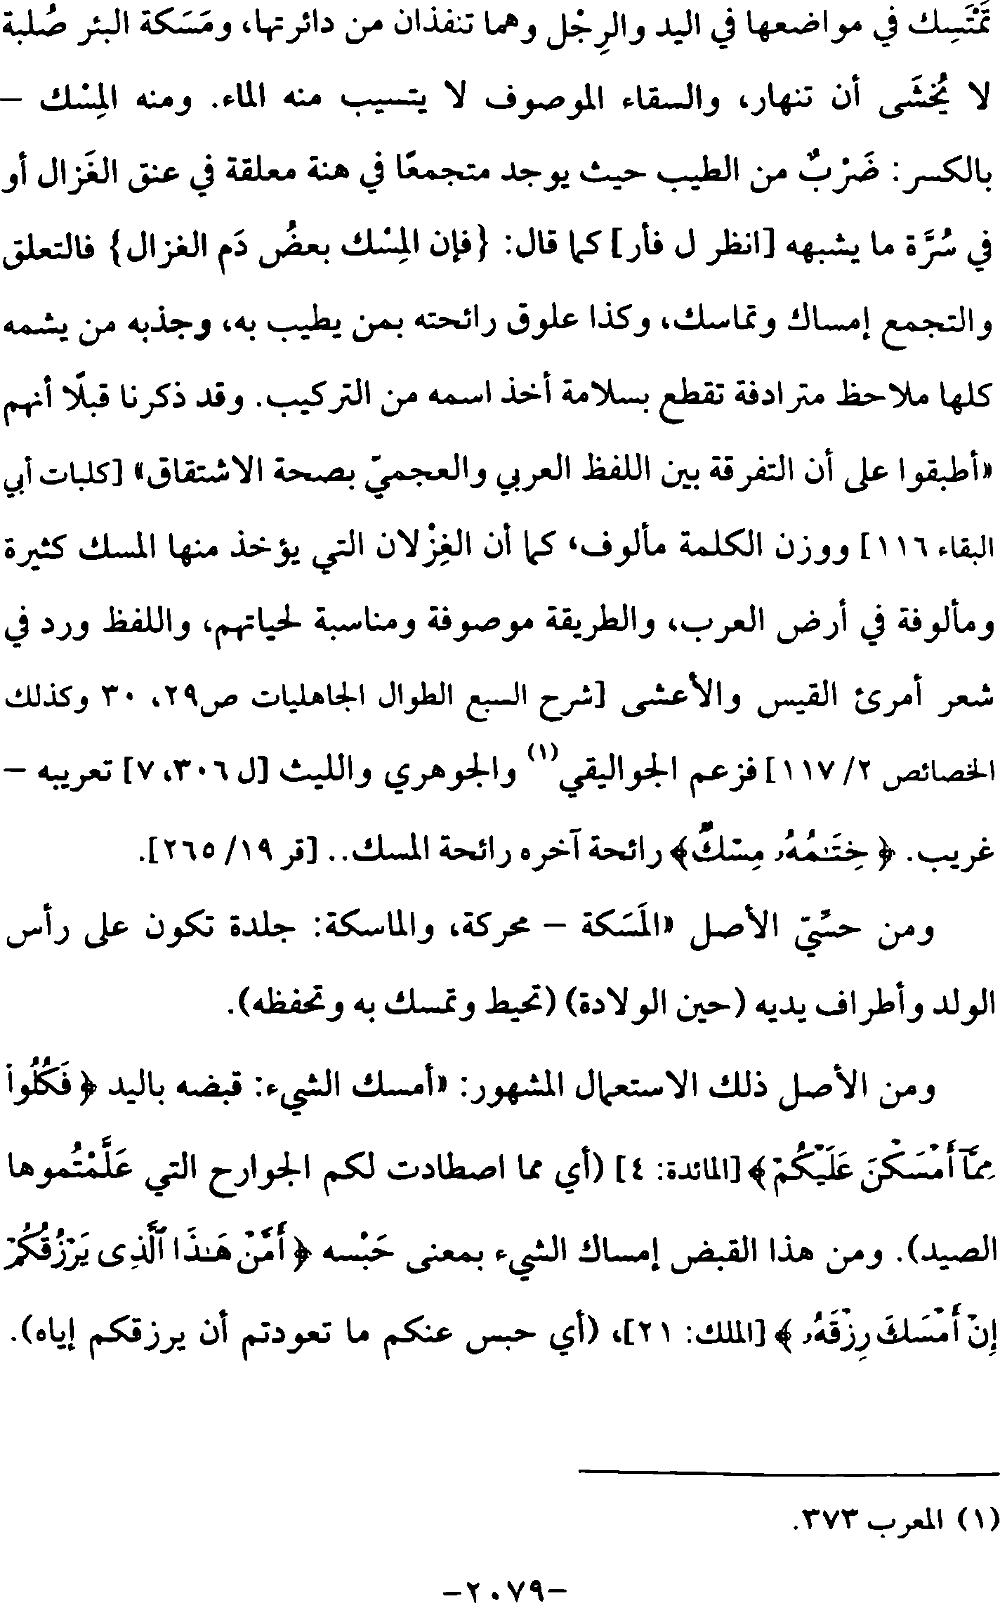 تَمْتَسِك في مواضعها في اليد والرِجْل وهما تنفذان من دائرتها، ومَسَكة البئر صُلبة
لا يُخْشَى أن تنهار، والسقاء الموصوف لا يتسيب منه الماء. ومنه المِسْك –
بالكسر: ضَرْبٌ من الطيب حيث يوجد متجمعًا في هنة معلقة في عنق الغَزال أو
في سُرَّة ما يشبهه [انظر ل فأر] كما قال: {فإن المِسْك بعضُ دَم الغزال} فالتعلق
والتجمع إمساك وتماسك، وكذا علوق رائحته بمن يطيب به، وجذبه من يشمه
كلها ملاحظ مترادفة تقطع بسلامة أخذ اسمه من التركيب. وقد ذكرنا قبلًا أنهم
«أطبقوا على أن التفرقة بين اللفظ العربي والعجميّ بصحة الاشتقاق» [كلبات أبي
البقاء ١١٦] ووزن الكلمة مألوف، كما أن الغِزْلان التي يؤخذ منها المسك كثيرة
ومألوفة في أرض العرب، والطريقة موصوفة ومناسبة لحياتهم، واللفظ ورد في
شعر أمرئ القيس والأعشى [شرح السبع الطوال الجاهليات ص٢٩، ٣٠ وكذلك
الخصائص ٢/ ١١٧] فزعم الجواليقي(١) والجوهري والليث [ل ٣٠٦، ٧] تعريبه –
غريب. ﴿ خِتَـٰمُهُۥ مِسْكٌ﴾ رائحة آخره رائحة المسك.. [قر ١٩/ ٢٦٥].
ومن حسِّيّ الأصل «المَسَكة – محركة، والماسكة: جلدة تكون على رأس
الولد وأطراف يديه (حين الولادة) (تحيط وتمسك به وتحفظه).
ومن الأصل ذلك الاستعمال المشهور: «أمسك الشيء: قبضه باليد ﴿ فَكُلُوا۟
مِمَّآ أَمْسَكْنَ عَلَيْكُمْ﴾ [المائدة: ٤] (أي مما اصطادت لكم الجوارح التي عَلَّمْتُموها
الصيد). ومن هذا القبض إمساك الشيء بمعنى حَبْسه ﴿ أَمَّنْ هَـٰذَا ٱلَّذِى يَرْزُقُكُمْ
إِنْ أَمْسَكَ رِزْقَهُۥ ﴾ [الملك: ٢١]، (أي حبس عنكم ما تعودتم أن يرزقكم إياه).
(١) المعرب ٣٧٣.
-٢٠٧٩-